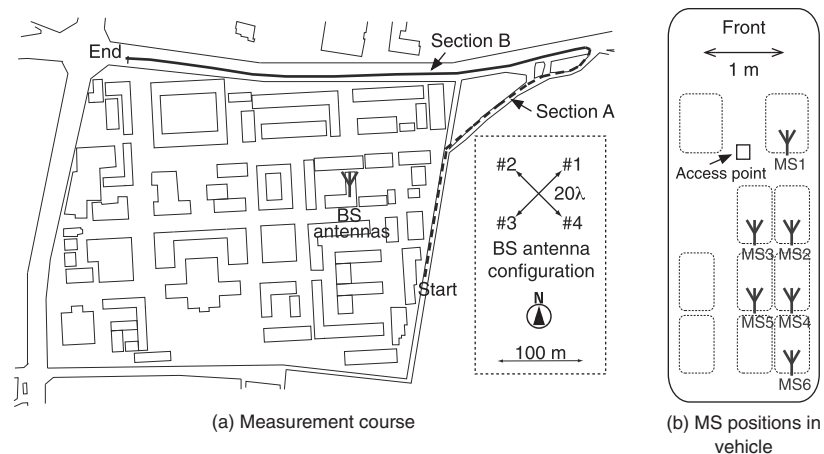 End
Section B
Section A
BS
antennas
Start
#2 #1
20λ
#3 #4
BS antenna
configuration
N
100 m
(a) Measurement course
Front
1 m
Access point
MS1
MS3 MS2
MS5 MS4
MS6
(b) MS positions in
vehicle